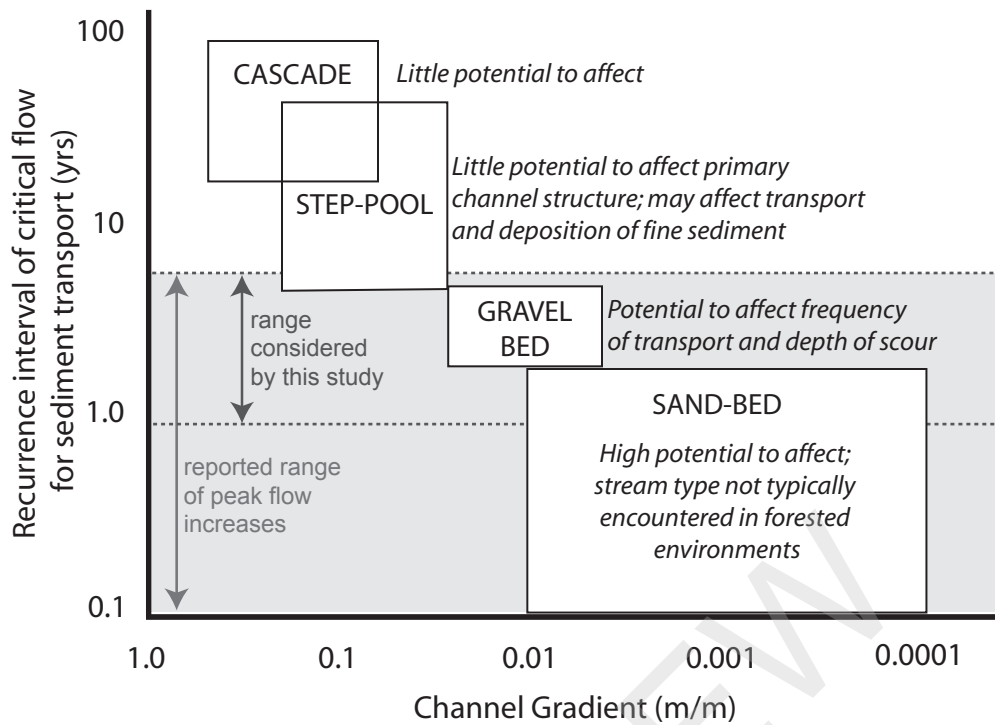 Recurrence interval of critical flow
for sediment transport (yrs)
100
10
1.0
0.1
CASCADE
Little potential to affect
STEP-POOL
Little potential to affect primary
channel structure; may affect transport
and deposition of fine sediment
GRAVEL
BED
Potential to affect frequency
of transport and depth of scour
range
considered
by this study
SAND-BED
High potential to affect;
stream type not typically
encountered in forested
environments
reported range
of peak flow
increases
1.0
0.1
0.01
0.001
0.0001
Channel Gradient (m/m)